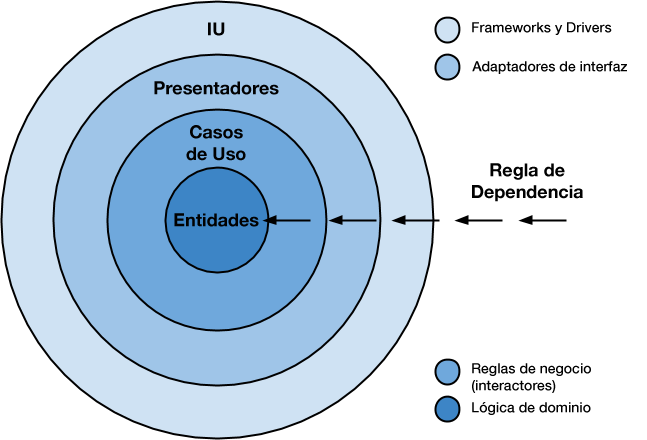 IU
Presentadores
Casos
de Uso
Entidades
Frameworks y Drivers
Adaptadores de interfaz
Regla de
Dependencia
Reglas de negocio
(interactores)
Lógica de dominio